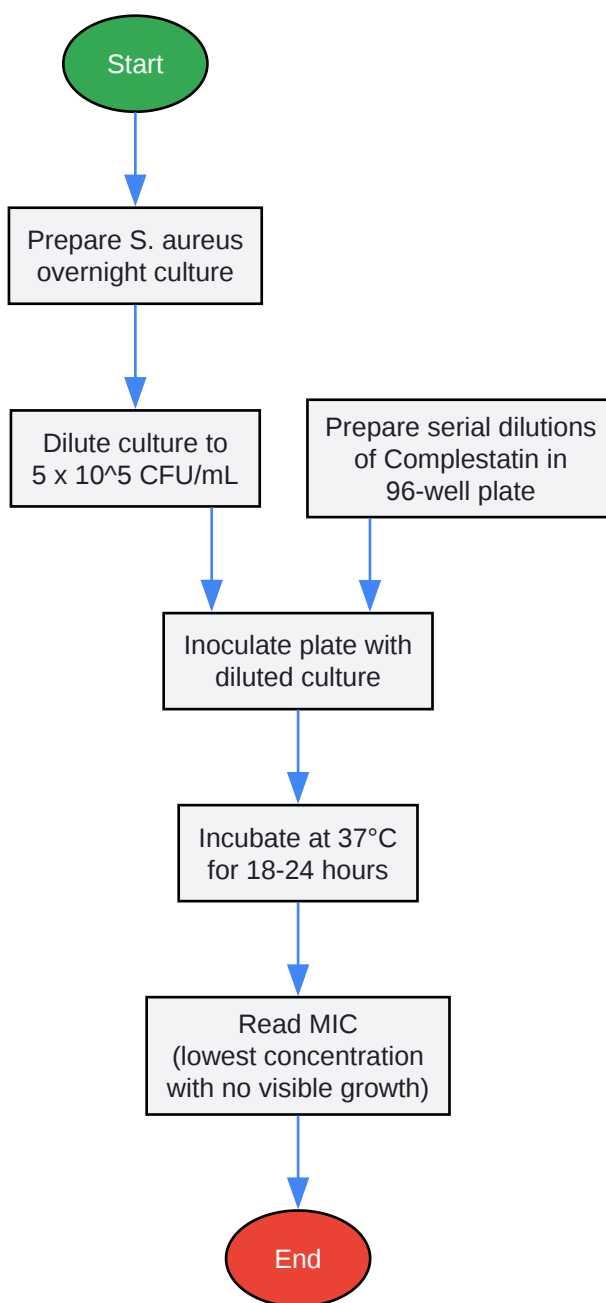 Start
Prepare S. aureus
overnight culture
Dilute culture to
5 x 10^5 CFU/mL
Prepare serial dilutions
of Complestatin in
96-well plate
Inoculate plate with
diluted culture
Incubate at 37°C
for 18-24 hours
Read MIC
(lowest concentration
with no visible growth)
End